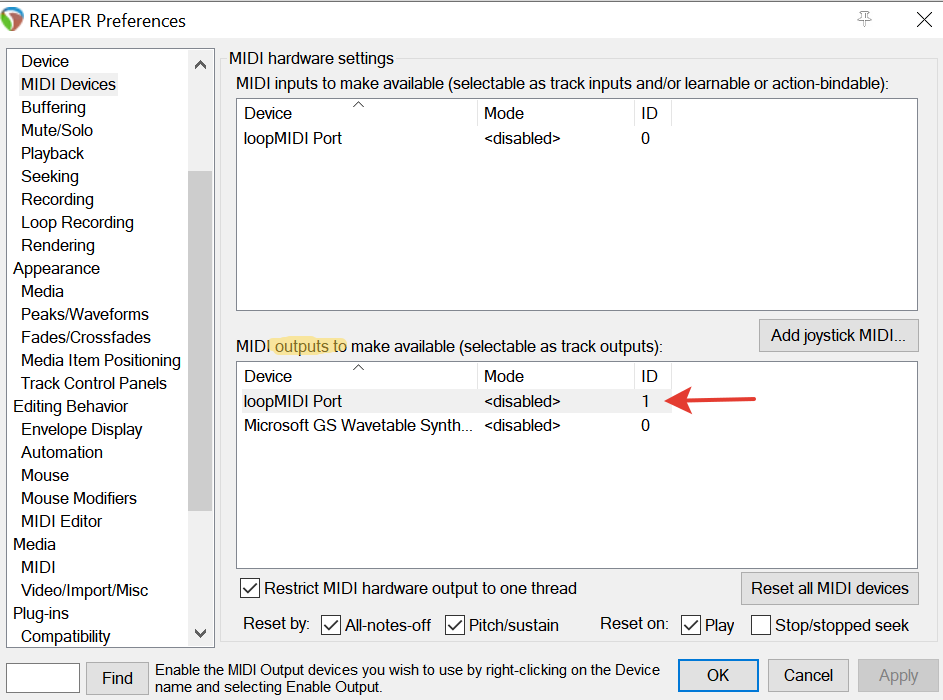 REAPER Preferences
Device
MIDI Devices
Buffering
Mute/Solo
Playback
Seeking
Recording
Loop Recording
Rendering
Appearance
Media
Peaks/Waveforms
Fades/Crossfades
Media Item Positioning
Track Control Panels
Editing Behavior
Envelope Display
Automation
Mouse
Mouse Modifiers
MIDI Editor
Media
MIDI
Video/Import/Misc
Plug-ins
Compatibility
MIDI hardware settings
MIDI inputs to make available (selectable as track inputs and/or learnable or action-bindable):
Device Mode ID
loopMIDI Port <disabled> 0
Add joystick MIDI...
MIDI outputs to make available (selectable as track outputs):
Device Mode ID
loopMIDI Port <disabled> 1
Microsoft GS Wavetable Synth... <disabled> 0
Restrict MIDI hardware output to one thread
Reset all MIDI devices
Reset by: All-notes-off Pitch/sustain Reset on: Play Stop/stopped seek
Find
Enable the MIDI Output devices you wish to use by right-clicking on the Device
name and selecting Enable Output.
OK Cancel Apply